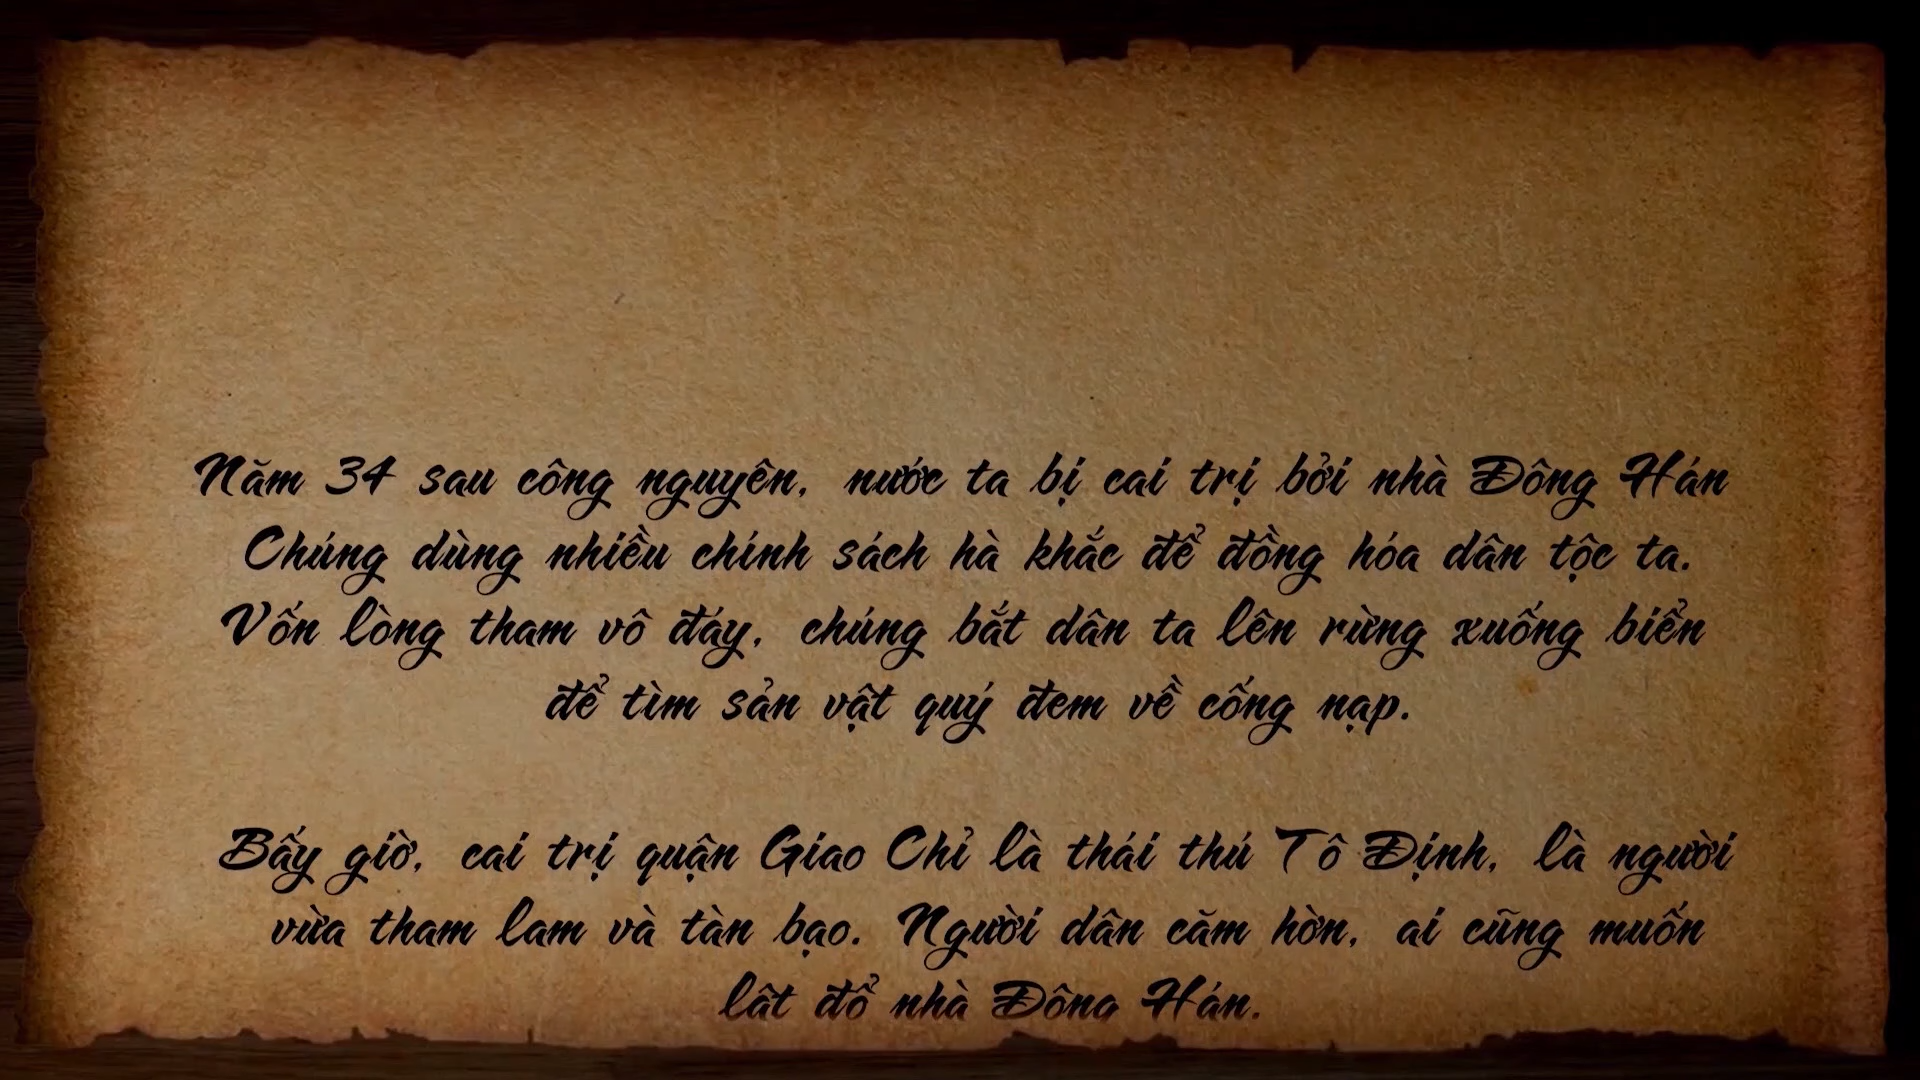 Năm 34 sau công nguyên, nước ta bị cai trị bởi nhà Đông Hán
Chúng dùng nhiều chính sách hà khắc để đồng hóa dân tộc ta.
Vốn lòng tham vô đáy, chúng bắt dân ta lên rừng xuống biển
để tìm sản vật quý đem về cống nạp.
Bấy giờ, cai trị quận Giao Chỉ là thái thú Tô Định, là người
vừa tham lam và tàn bạo. Người dân căm hờn, ai cũng muốn
lật đổ nhà Đông Hán.